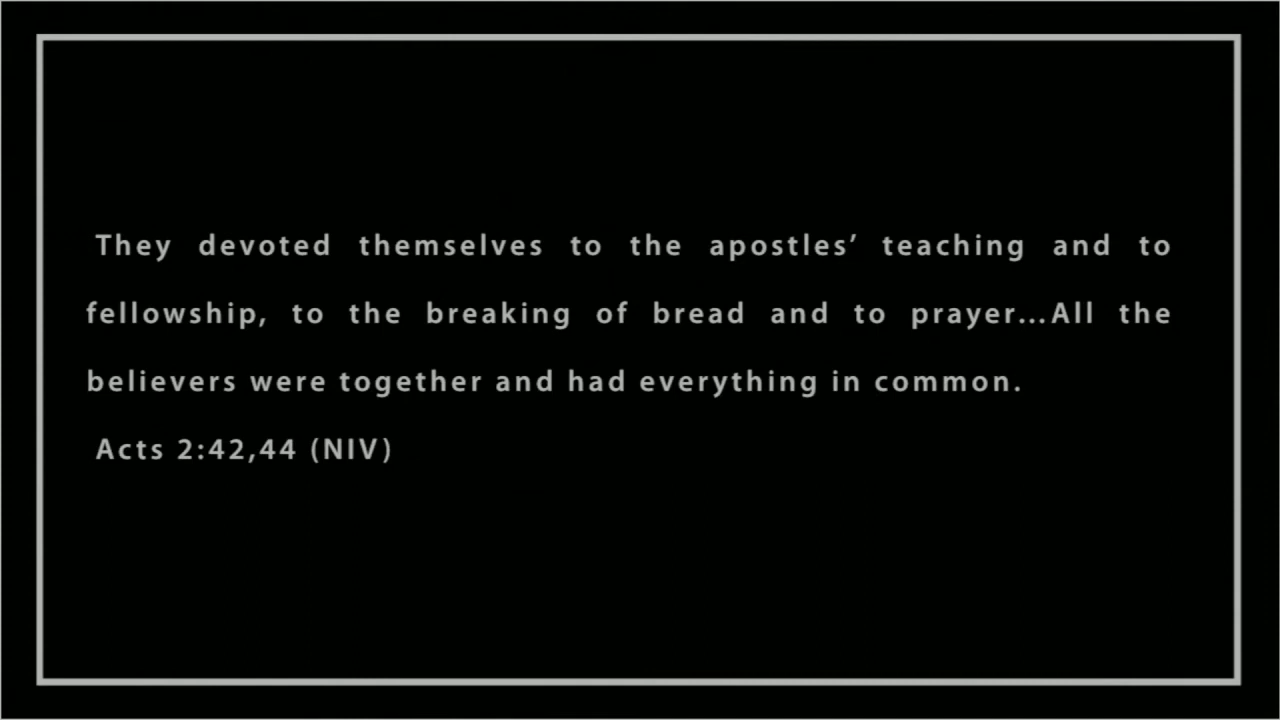 They devoted themselves to the apostles’ teaching and to
fellowship, to the breaking of bread and to prayer...All the
believers were together and had everything in common.
Acts 2:42,44 (NIV)